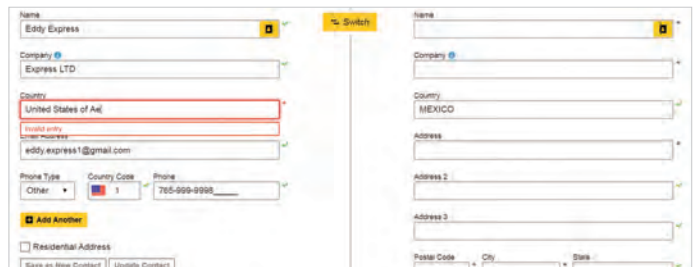 Name
Eddy Express
Company
Express LTD
Country
United States of Ae
Invalid entry
Email Address
eddy.express1@gmail.com
Phone Type Country Code Phone
Other 1 765-999-9998_____
Add Another
Residential Address
Save as New Contact Update Contact
Switch
Name
Company
Country
MEXICO
Address
Address 2
Address 3
Postal Code City State